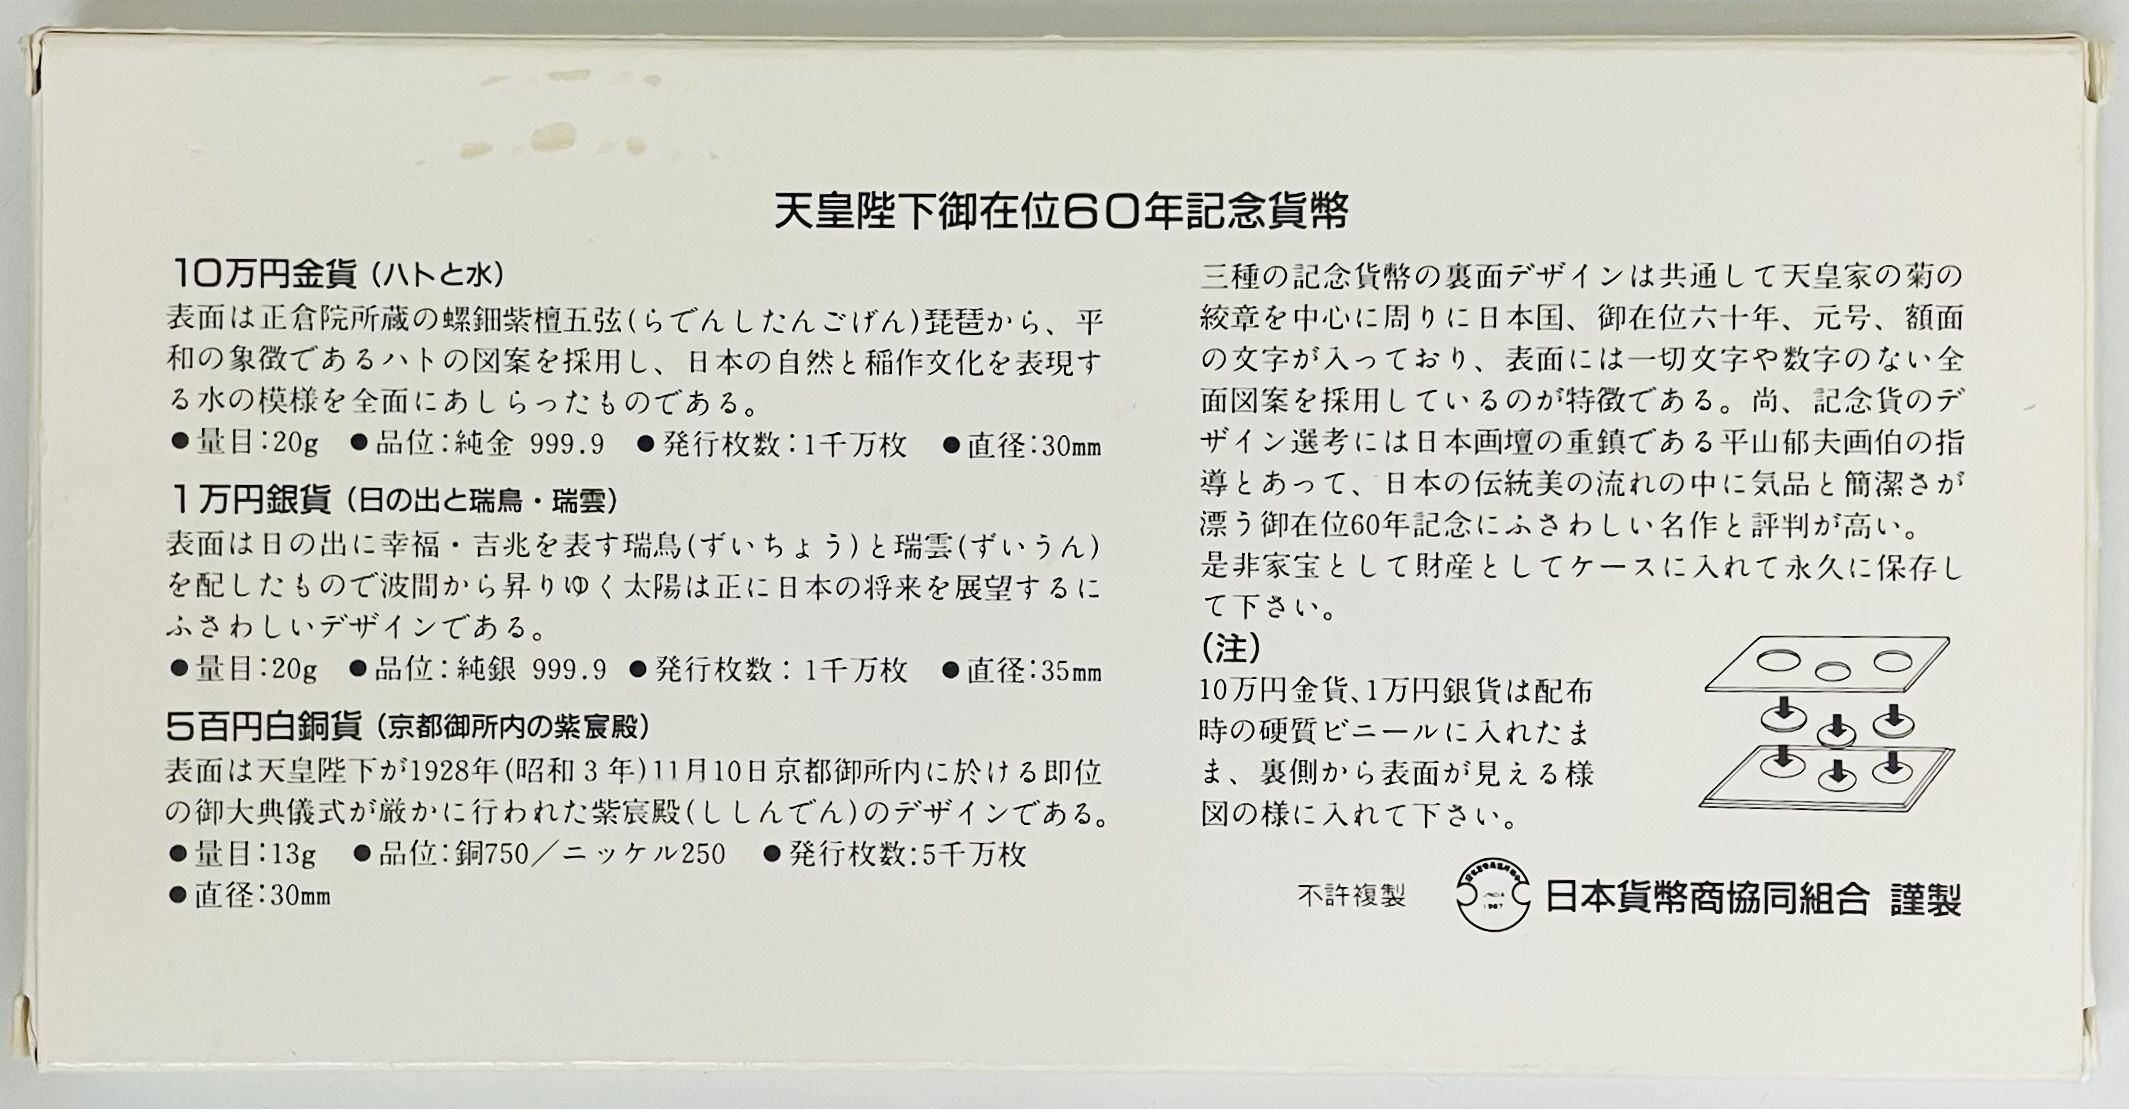 天皇陛下御在位60年記念貨幣
10万円金貨(ハトと水)
表面は正倉院所蔵の螺鈿紫檀五弦(らでんしたんごげん)琵琶から、平
和の象徴であるハトの図案を採用し、日本の自然と稲作文化を表現す
る水の模様を全面にあしらったものである。
●量目:20g ●品位:純金 999.9 ●発行枚数:1千万枚 ●直径:30mm
1万円銀貨(日の出と瑞鳥・瑞雲)
表面は日の出に幸福・吉兆を表す瑞鳥(ずいちょう)と瑞雲(ずいうん)
を配したもので波間から昇りゆく太陽は正に日本の将来を展望するに
ふさわしいデザインである。
●量目:20g ●品位:純銀 999.9 ●発行枚数:1千万枚 ●直径:35mm
5百円白銅貨(京都御所内の紫宸殿)
表面は天皇陛下が1928年(昭和3年)11月10日京都御所内に於ける即位
の御大典儀式が厳かに行われた紫宸殿(ししんでん)のデザインである。
●量目:13g ●品位:銅750/ニッケル250 ●発行枚数:5千万枚
●直径:30mm
三種の記念貨幣の裏面デザインは共通して天皇家の菊の
絞章を中心に周りに日本国、御在位六十年、元号、額面
の文字が入っており、表面には一切文字や数字のない全
面図案を採用しているのが特徴である。尚、記念貨のデ
ザイン選考には日本画壇の重鎮である平山郁夫画伯の指
導とあって、日本の伝統美の流れの中に気品と簡潔さが
漂う御在位60年記念にふさわしい名作と評判が高い。
是非家宝として財産としてケースに入れて永久に保存し
て下さい。
(注)
10万円金貨、1万円銀貨は配布
時の硬質ビニールに入れたま
ま、裏側から表面が見える様
図の様に入れて下さい。
不許複製 日本貨幣商協同組合 謹製